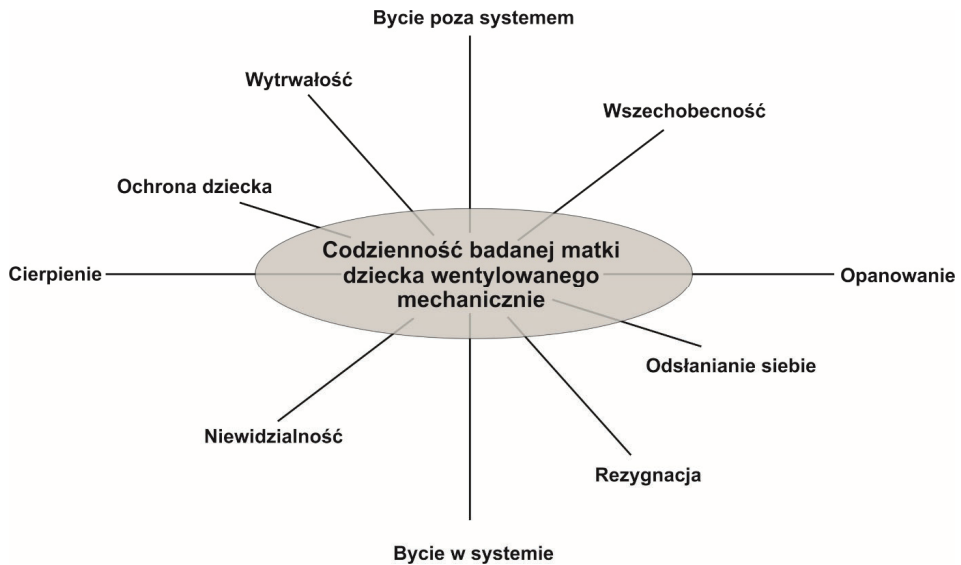 Bycie poza systemem
Wytrwałość
Wszechobecność
Ochrona dziecka
Codzienność badanej matki
dziecka wentylowanego
mechanicznie
Cierpienie
Opanowanie
Odsłanianie siebie
Niewidzialność
Rezygnacja
Bycie w systemie